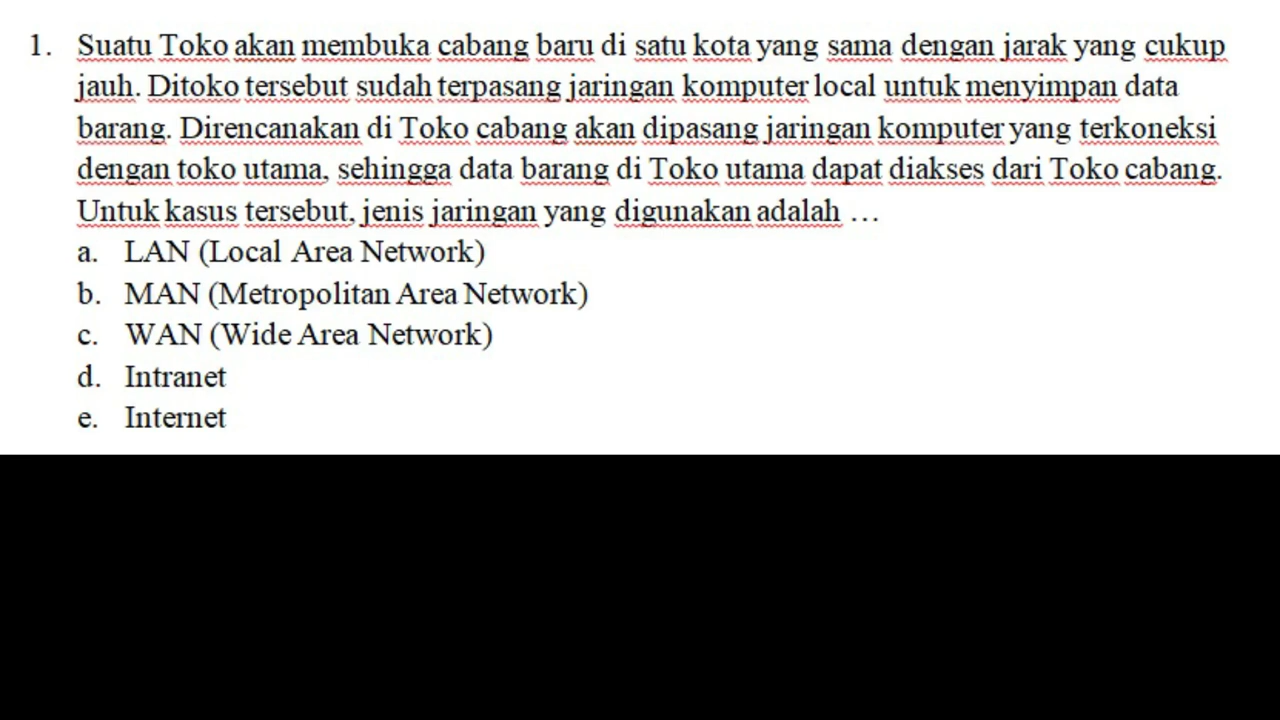 1. Suatu Toko akan membuka cabang baru di satu kota yang sama dengan jarak yang cukup
jauh. Ditoko tersebut sudah terpasang jaringan komputer local untuk menyimpan data
barang. Direncanakan di Toko cabang akan dipasang jaringan komputer yang terkoneksi
dengan toko utama, sehingga data barang di Toko utama dapat diakses dari Toko cabang.
Untuk kasus tersebut, jenis jaringan yang digunakan adalah …
a. LAN (Local Area Network)
b. MAN (Metropolitan Area Network)
c. WAN (Wide Area Network)
d. Intranet
e. Internet